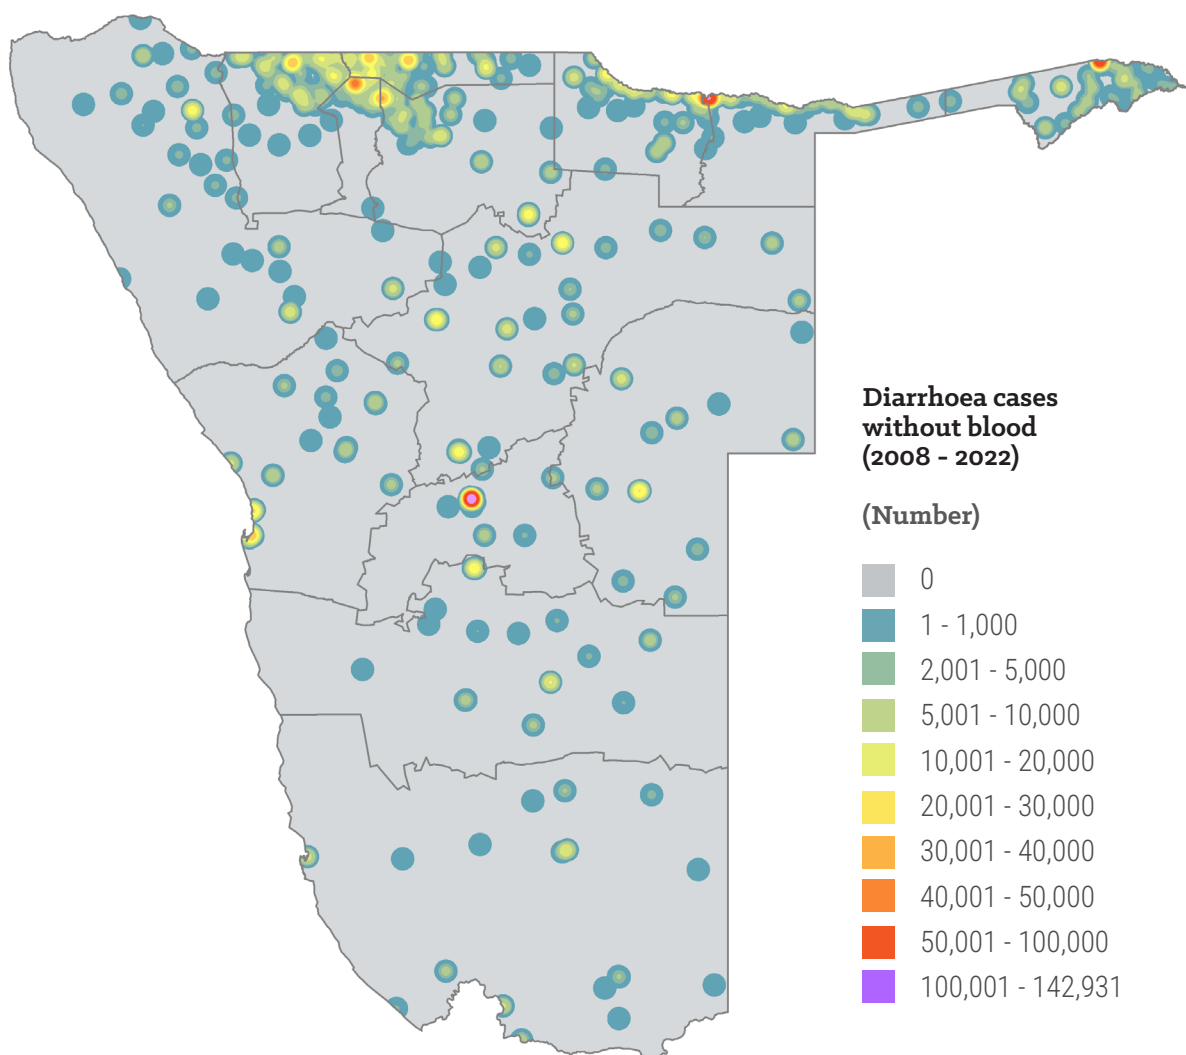 Diarrhoea cases
without blood
(2008 - 2022)
(Number)
0
1 - 1,000
2,001 - 5,000
5,001 - 10,000
10,001 - 20,000
20,001 - 30,000
30,001 - 40,000
40,001 - 50,000
50,001 - 100,000
100,001 - 142,931